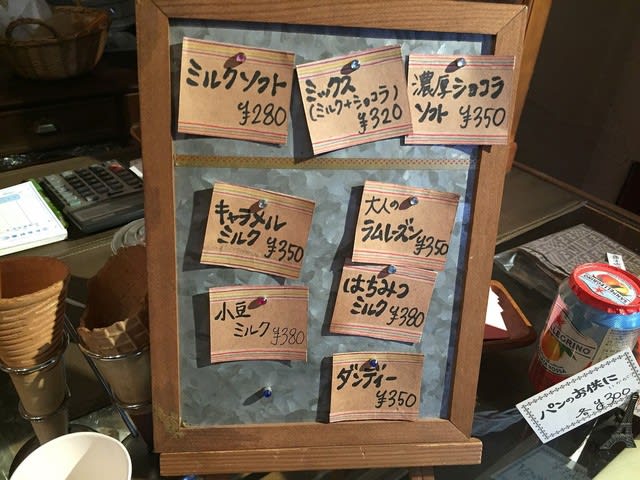 ミルクソフト
¥280
ミックス
(ミルク+ショコラ)
¥320
濃厚ショコラ
ソフト ¥350
キャラメル
ミルク
¥350
大人の
ラムレーズン
¥350
小豆
ミルク ¥380
はちみつ
ミルク ¥380
ダンディー
¥350
パンのお供に
各¥300